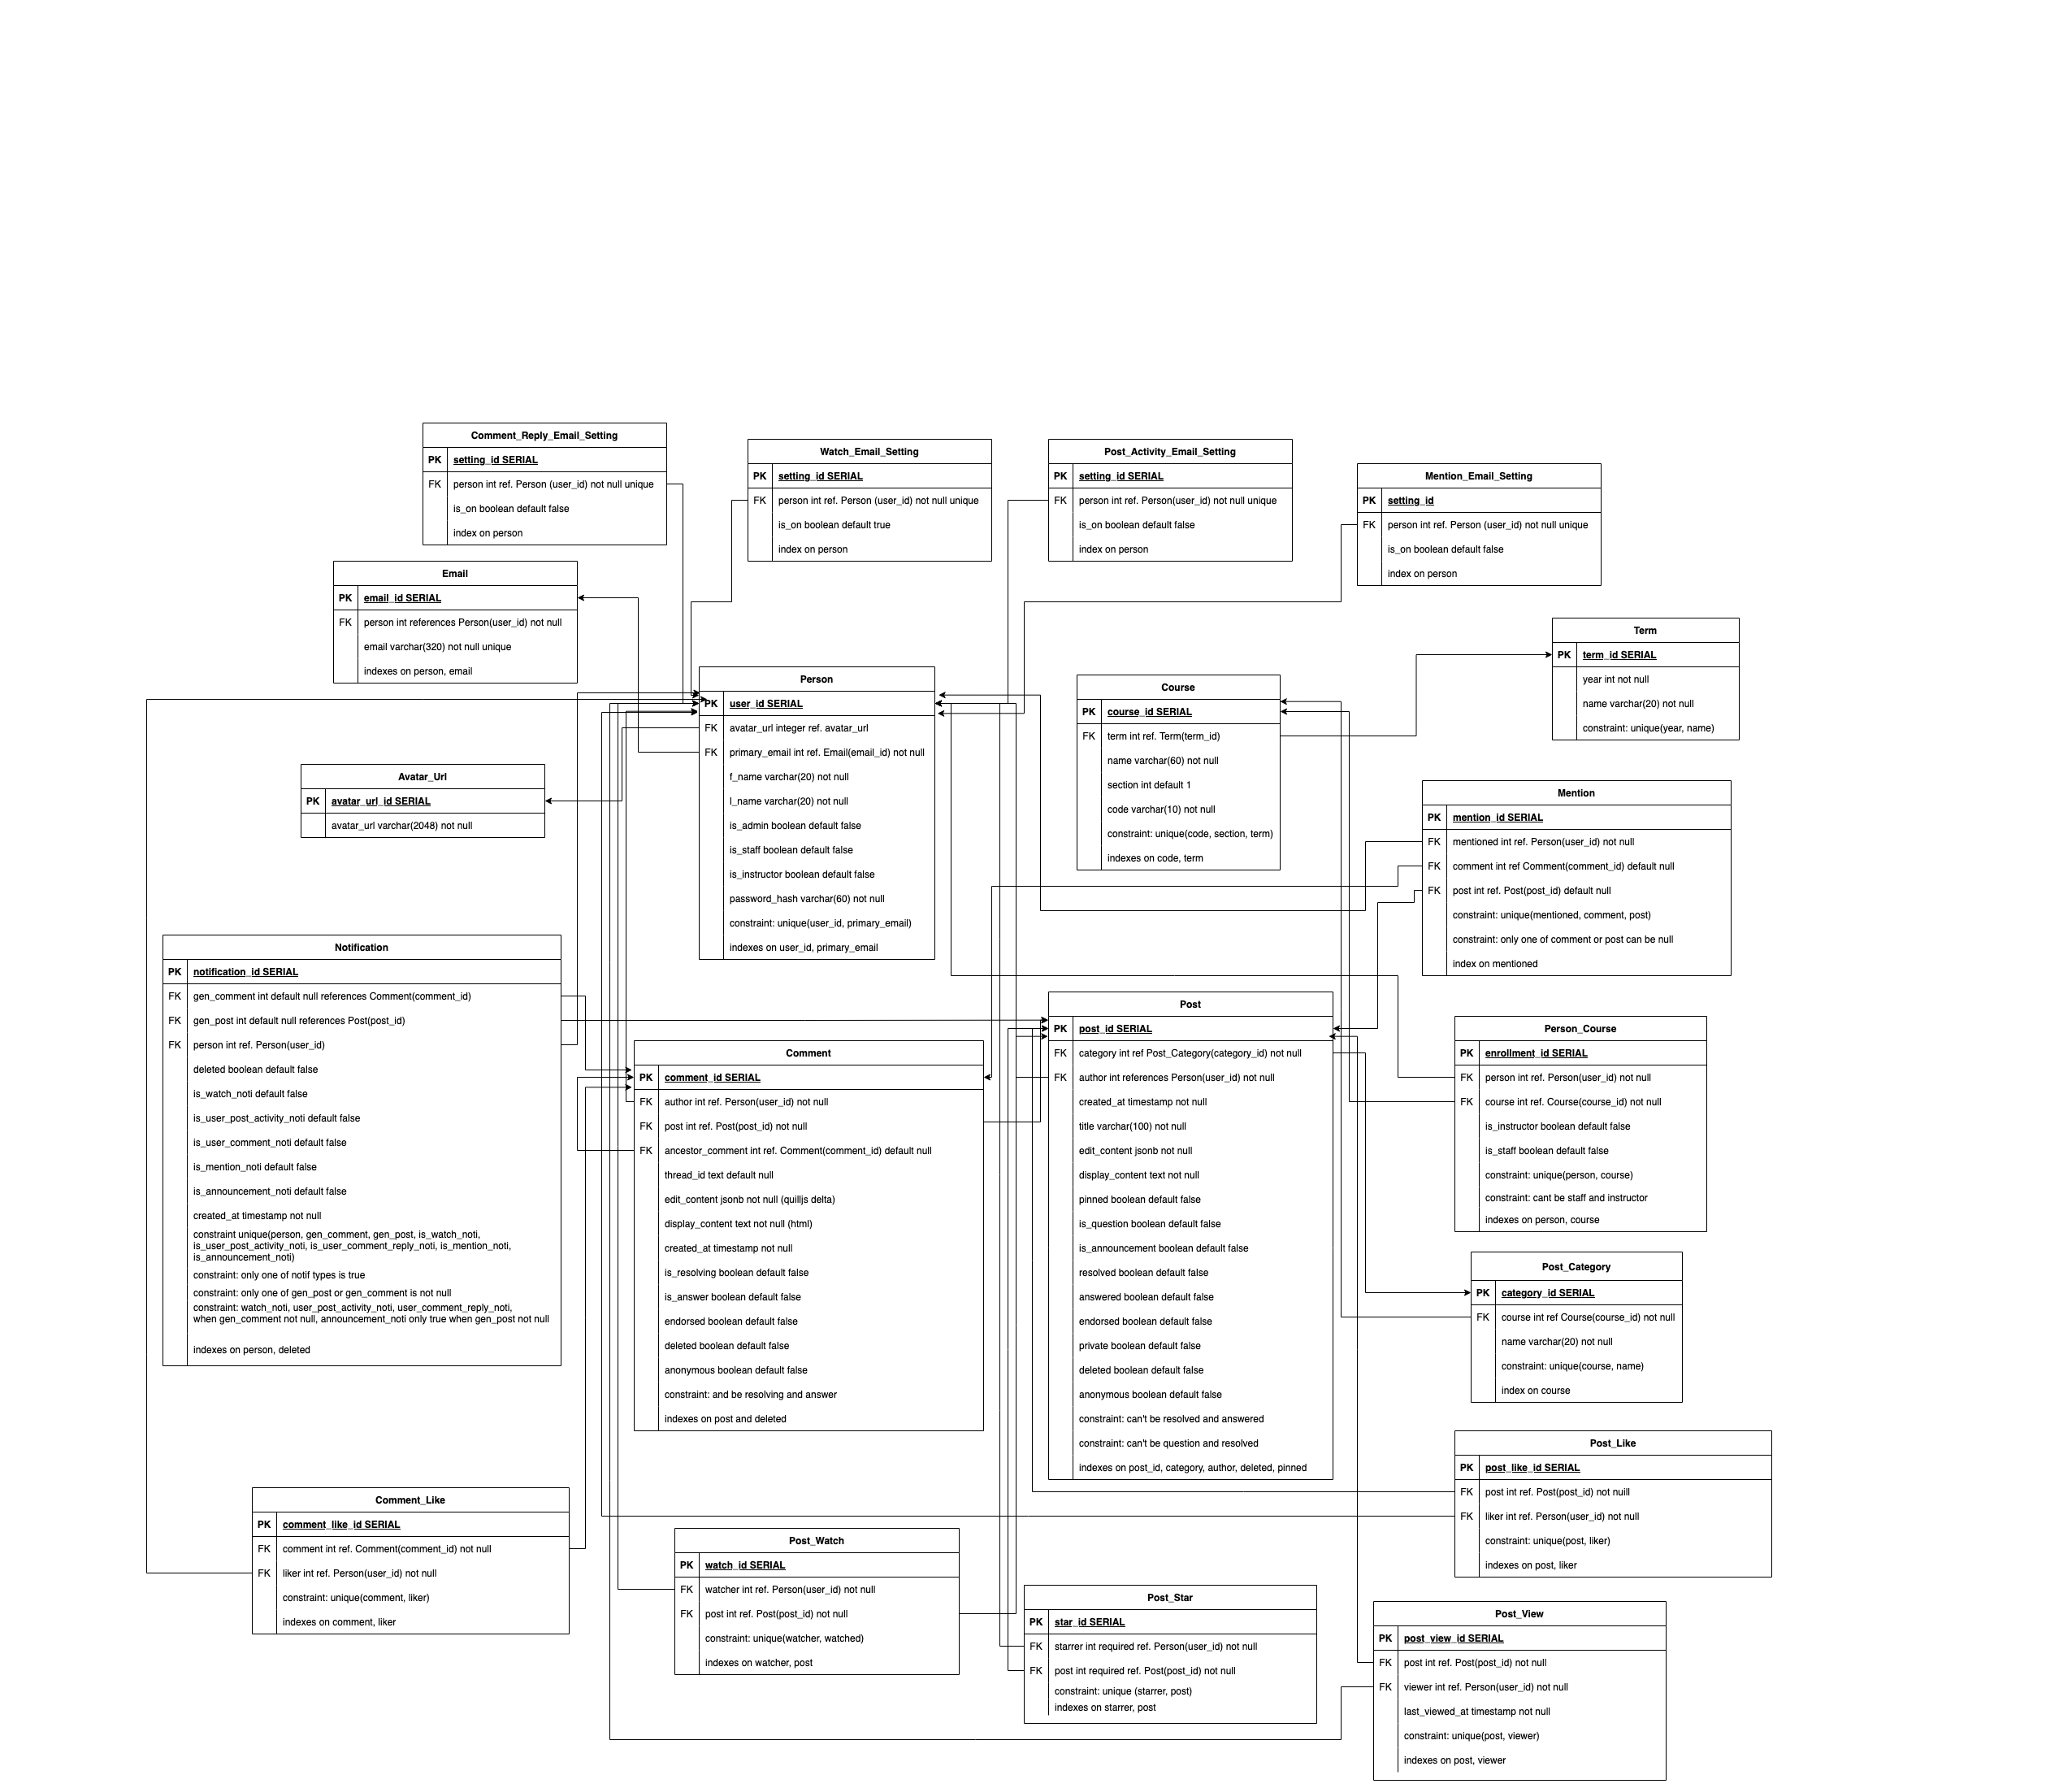 Comment_Reply_Email_Setting
PK setting_id SERIAL
FK person int ref. Person (user_id) not null unique
is_on boolean default false
index on person
Watch_Email_Setting
PK setting_id SERIAL
FK person int ref. Person (user_id) not null unique
is_on boolean default true
index on person
Post_Activity_Email_Setting
PK setting_id SERIAL
FK person int ref. Person(user_id) not null unique
is_on boolean default false
index on person
Mention_Email_Setting
PK setting_id
FK person int ref. Person (user_id) not null unique
is_on boolean default false
index on person
Email
PK email_id SERIAL
FK person int references Person(user_id) not null
email varchar(320) not null unique
indexes on person, email
Term
PK term_id SERIAL
year int not null
name varchar(20) not null
constraint: unique(year, name)
Person
PK user_id SERIAL
FK avatar_url integer ref. avatar_url
FK primary_email int ref. Email(email_id) not null
f_name varchar(20) not null
l_name varchar(20) not null
is_admin boolean default false
is_staff boolean default false
is_instructor boolean default false
password_hash varchar(60) not null
constraint: unique(user_id, primary_email)
indexes on user_id, primary_email
Course
PK course_id SERIAL
FK term int ref. Term(term_id)
name varchar(60) not null
section int default 1
code varchar(10) not null
constraint: unique(code, section, term)
indexes on code, term
Avatar_Url
PK avatar_url_id SERIAL
avatar_url varchar(2048) not null
Mention
PK mention_id SERIAL
FK mentioned int ref. Person(user_id) not null
FK comment int ref Comment(comment_id) default null
FK post int ref. Post(post_id) default null
constraint: unique(mentioned, comment, post)
constraint: only one of comment or post can be null
index on mentioned
Notification
PK notification_id SERIAL
FK gen_comment int default null references Comment(comment_id)
FK gen_post int default null references Post(post_id)
FK person int ref. Person(user_id)
deleted boolean default false
is_watch_noti default false
is_user_post_activity_noti default false
is_user_comment_noti default false
is_mention_noti default false
is_announcement_noti default false
created_at timestamp not null
constraint unique(person, gen_comment, gen_post, is_watch_noti,
is_user_post_activity_noti, is_user_comment_reply_noti, is_mention_noti,
is_announcement_noti)
constraint: only one of notif types is true
constraint: only one of gen_post or gen_comment is not null
constraint: watch_noti, user_post_activity_noti, user_comment_reply_noti,
when gen_comment not null, announcement_noti only true when gen_post not null
indexes on person, deleted
Comment
PK comment_id SERIAL
FK author int ref. Person(user_id) not null
FK post int ref. Post(post_id) not null
FK ancestor_comment int ref. Comment(comment_id) default null
thread_id text default null
edit_content jsonb not null (quilljs delta)
display_content text not null (html)
created_at timestamp not null
is_resolving boolean default false
is_answer boolean default false
endorsed boolean default false
deleted boolean default false
anonymous boolean default false
constraint: and be resolving and answer
indexes on post and deleted
Post
PK post_id SERIAL
FK category int ref Post_Category(category_id) not null
FK author int references Person(user_id) not null
created_at timestamp not null
title varchar(100) not null
edit_content jsonb not null
display_content text not null
pinned boolean default false
is_question boolean default false
is_announcement boolean default false
resolved boolean default false
answered boolean default false
endorsed boolean default false
private boolean default false
deleted boolean default false
anonymous boolean default false
constraint: can't be resolved and answered
constraint: can't be question and resolved
indexes on post_id, category, author, deleted, pinned
Person_Course
PK enrollment_id SERIAL
FK person int ref. Person(user_id) not null
FK course int ref. Course(course_id) not null
is_instructor boolean default false
is_staff boolean default false
constraint: unique(person, course)
constraint: cant be staff and instructor
indexes on person, course
Post_Category
PK category_id SERIAL
FK course int ref Course(course_id) not null
name varchar(20) not null
constraint: unique(course, name)
index on course
Post_Like
PK post_like_id SERIAL
FK post int ref. Post(post_id) not nuill
FK liker int ref. Person(user_id) not null
constraint: unique(post, liker)
indexes on post, liker
Comment_Like
PK comment_like_id SERIAL
FK comment int ref. Comment(comment_id) not null
FK liker int ref. Person(user_id) not null
constraint: unique(comment, liker)
indexes on comment, liker
Post_Watch
PK watch_id SERIAL
FK watcher int ref. Person(user_id) not null
FK post int ref. Post(post_id) not null
constraint: unique(watcher, watched)
indexes on watcher, post
Post_Star
PK star_id SERIAL
FK starrer int required ref. Person(user_id) not null
FK post int required ref. Post(post_id) not null
constraint: unique (starrer, post)
indexes on starrer, post
Post_View
PK post_view_id SERIAL
FK post int ref. Post(post_id) not null
FK viewer int ref. Person(user_id) not null
last_viewed_at timestamp not null
constraint: unique(post, viewer)
indexes on post, viewer